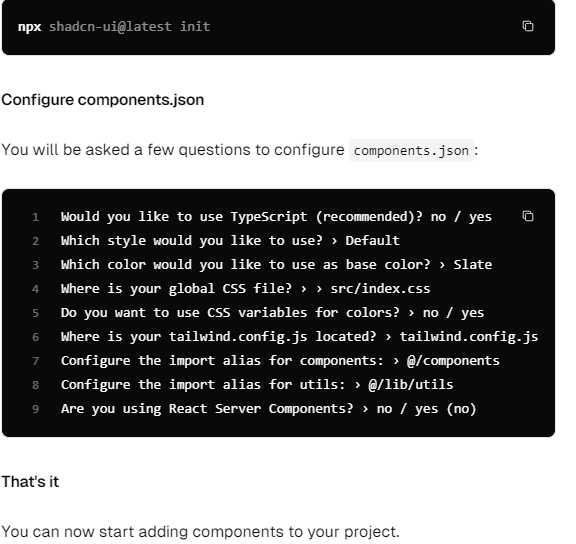 npx shadcn-ui@latest init
Configure components.json
You will be asked a few questions to configure components.json:
1 Would you like to use TypeScript (recommended)? no / yes
2 Which style would you like to use? › Default
3 Which color would you like to use as base color? › Slate
4 Where is your global CSS file? › › src/index.css
5 Do you want to use CSS variables for colors? › no / yes
6 Where is your tailwind.config.js located? › tailwind.config.js
7 Configure the import alias for components: › @/components
8 Configure the import alias for utils: › @/lib/utils
9 Are you using React Server Components? › no / yes (no)
That's it
You can now start adding components to your project.